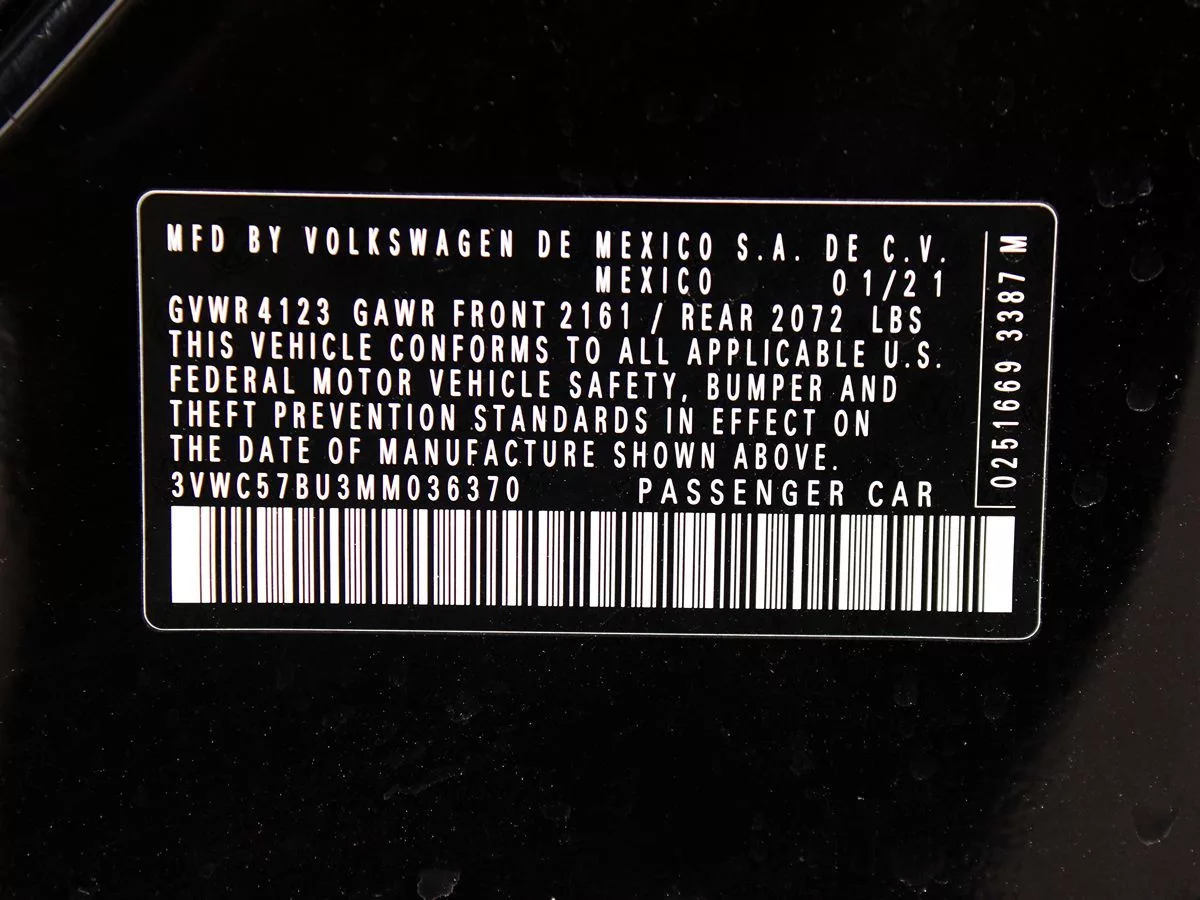 MFD BY VOLKSWAGEN DE MEXICO S.A. DE C.V.
MEXICO 01/21
GVWR 4123 GAWR FRONT 2161 / REAR 2072 LBS
THIS VEHICLE CONFORMS TO ALL APPLICABLE U.S.
FEDERAL MOTOR VEHICLE SAFETY, BUMPER AND
THEFT PREVENTION STANDARDS IN EFFECT ON
THE DATE OF MANUFACTURE SHOWN ABOVE.
3VWC57BU3MM036370 PASSENGER CAR
0251669 3387 M